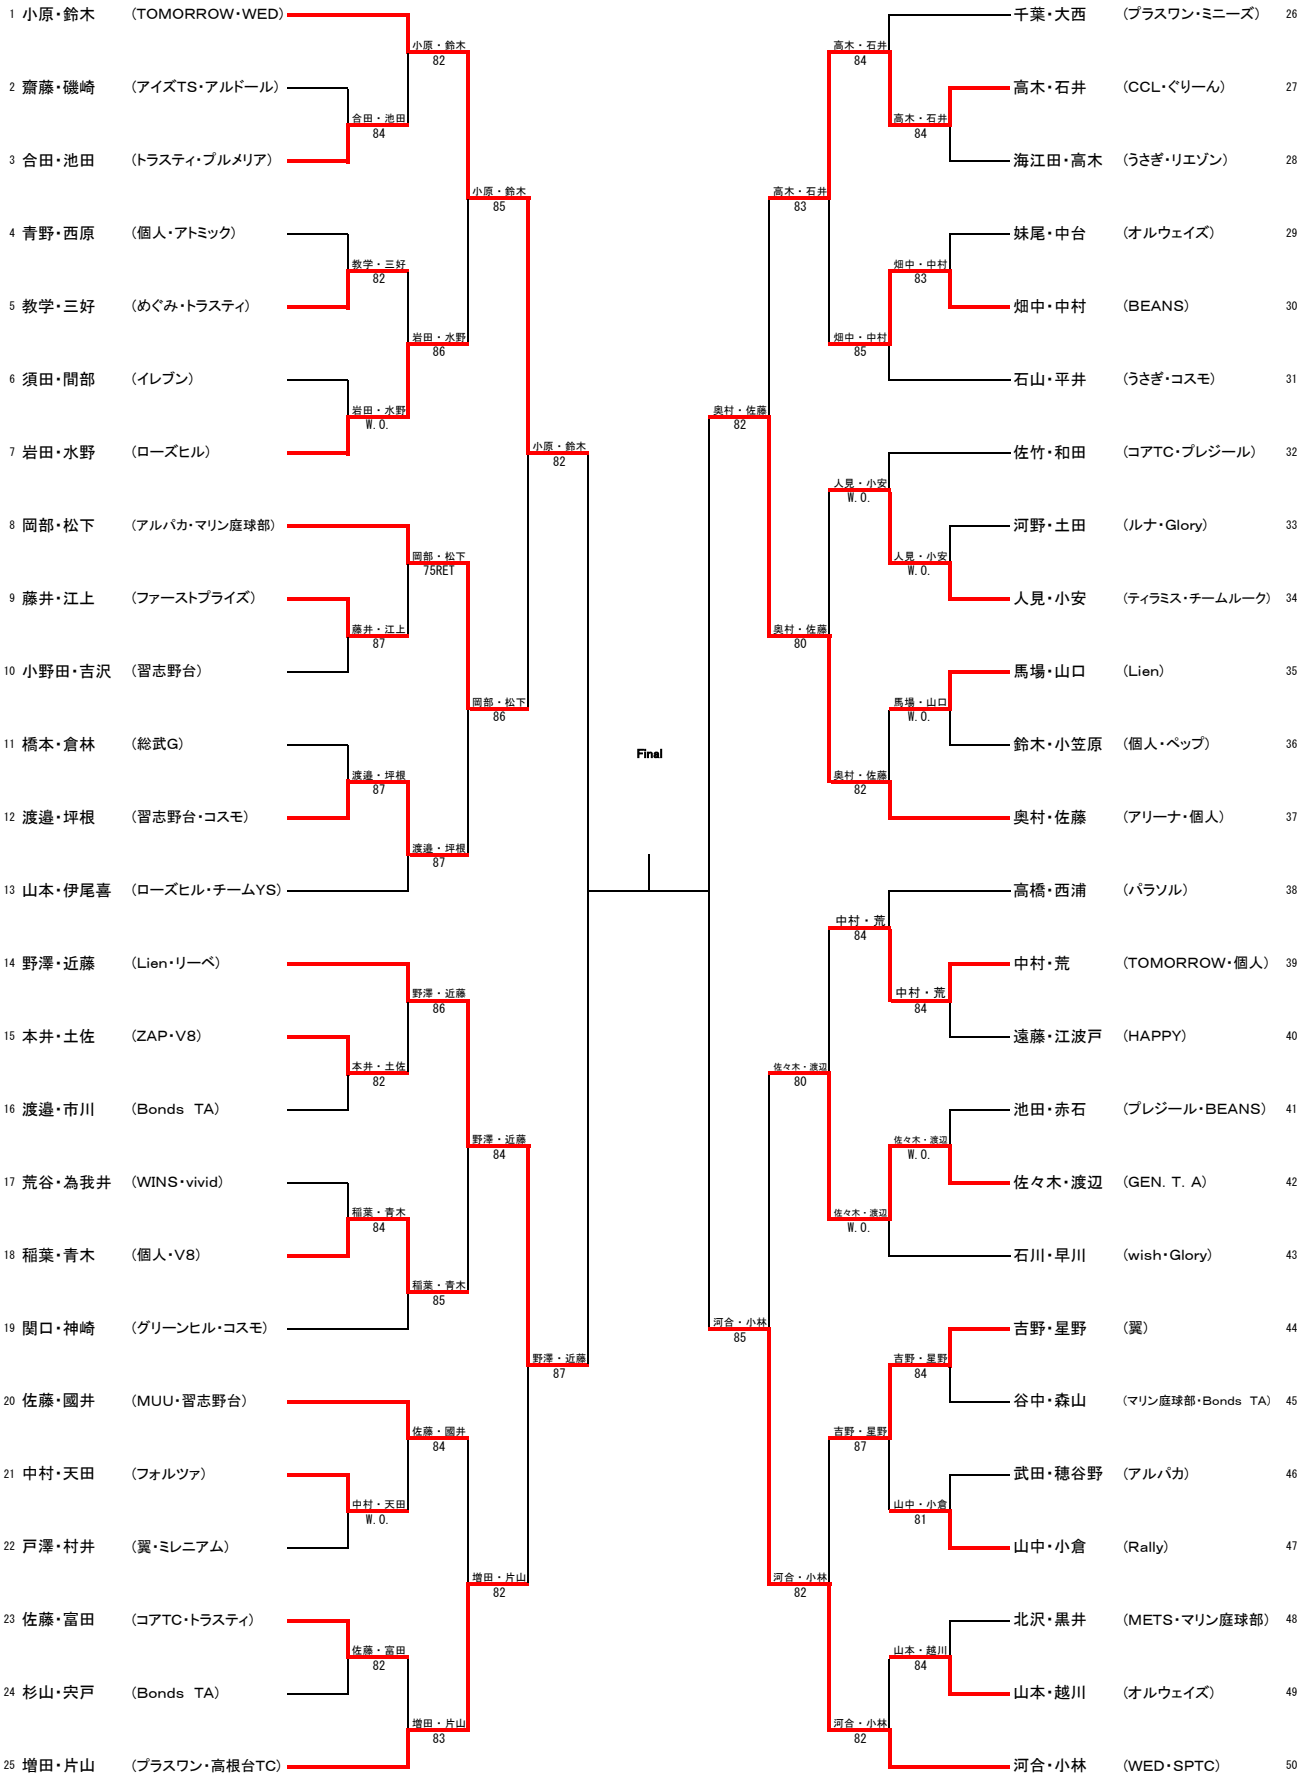 1 小原・鈴木 (TOMORROW・WED)
小原・鈴木
82
2 齋藤・磯崎 (アイズTS・アルドール)
合田・池田
84
3 合田・池田 (トラスティ・プルメリア)
小原・鈴木
85
4 青野・西原 (個人・アトミック)
教学・三好
82
5 教学・三好 (めぐみ・トラスティ)
岩田・水野
86
6 須田・間部 (イレブン)
岩田・水野
W.O.
7 岩田・水野 (ローズヒル)
小原・鈴木
82
8 岡部・松下 (アルパカ・マリン庭球部)
岡部・松下
75RET
9 藤井・江上 (ファーストプライズ)
藤井・江上
87
10 小野田・吉沢 (習志野台)
岡部・松下
86
11 橋本・倉林 (総武G)
渡邉・坪根
87
12 渡邉・坪根 (習志野台・コスモ)
渡邉・坪根
87
13 山本・伊尾喜 (ローズヒル・チームYS)
14 野澤・近藤 (Lien・リーベ)
野澤・近藤
86
15 本井・土佐 (ZAP・V8)
本井・土佐
82
16 渡邉・市川 (Bonds TA)
野澤・近藤
84
17 荒谷・為我井 (WINS・vivid)
稲葉・青木
84
18 稲葉・青木 (個人・V8)
稲葉・青木
85
19 関口・神崎 (グリーンヒル・コスモ)
野澤・近藤
87
20 佐藤・國井 (MUU・習志野台)
佐藤・國井
84
21 中村・天田 (フォルツァ)
中村・天田
W.O.
22 戸澤・村井 (翼・ミレニアム)
増田・片山
82
23 佐藤・富田 (コアTC・トラスティ)
佐藤・富田
82
24 杉山・宍戸 (Bonds TA)
増田・片山
83
25 増田・片山 (プラスワン・高根台TC)
Final
千葉・大西 (プラスワン・ミニーズ) 26
高木・石井
84
高木・石井 (CCL・ぐりーん) 27
高木・石井
84
海江田・高木 (うさぎ・リエゾン) 28
高木・石井
83
妹尾・中台 (オルウェイズ) 29
畑中・中村
83
畑中・中村 (BEANS) 30
畑中・中村
85
石山・平井 (うさぎ・コスモ) 31
奥村・佐藤
82
佐竹・和田 (コアTC・プレジール) 32
人見・小安
W.O.
河野・土田 (ルナ・Glory) 33
人見・小安
W.O.
人見・小安 (ティラミス・チームルーク) 34
奥村・佐藤
80
馬場・山口 (Lien) 35
馬場・山口
W.O.
鈴木・小笠原 (個人・ペップ) 36
奥村・佐藤
82
奥村・佐藤 (アリーナ・個人) 37
高橋・西浦 (パラソル) 38
中村・荒
84
中村・荒 (TOMORROW・個人) 39
中村・荒
84
遠藤・江波戸 (HAPPY) 40
佐々木・渡辺
80
池田・赤石 (プレジール・BEANS) 41
佐々木・渡辺
W.O.
佐々木・渡辺 (GEN. T. A) 42
佐々木・渡辺
W.O.
石川・早川 (wish・Glory) 43
河合・小林
85
吉野・星野 (翼) 44
吉野・星野
84
谷中・森山 (マリン庭球部・Bonds TA) 45
吉野・星野
87
武田・穂谷野 (アルパカ) 46
山中・小倉
81
山中・小倉 (Rally) 47
河合・小林
82
北沢・黒井 (METS・マリン庭球部) 48
山本・越川
84
山本・越川 (オルウェイズ) 49
河合・小林
82
河合・小林 (WED・SPTC) 50